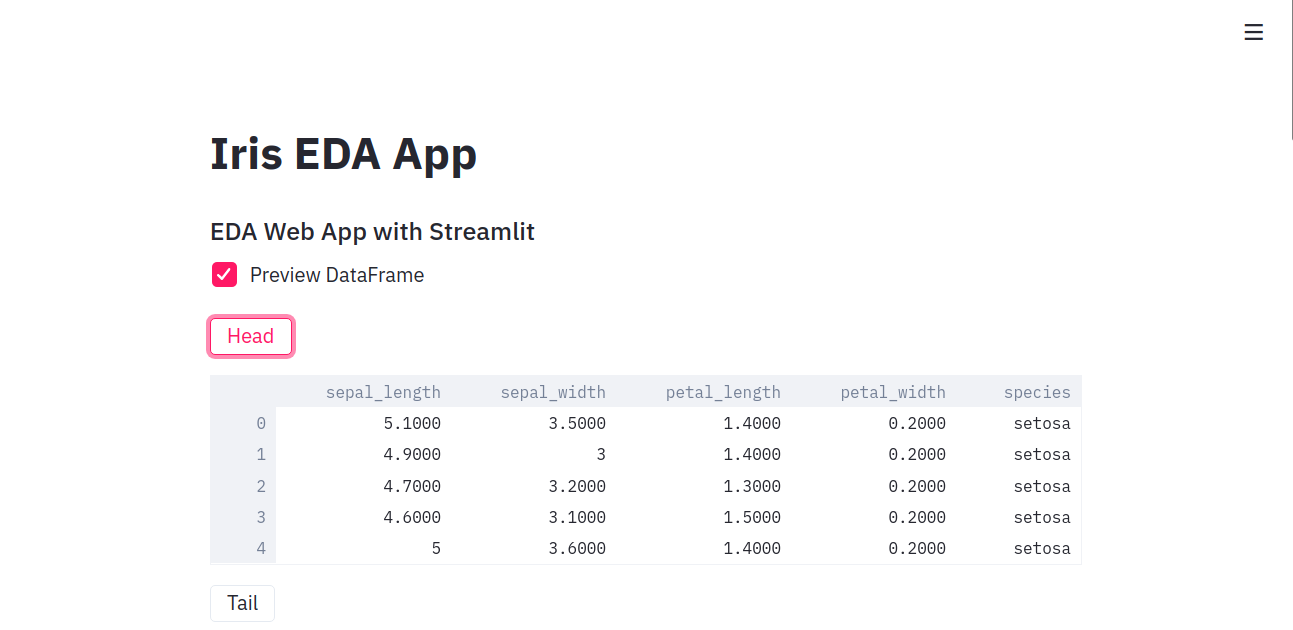 Iris EDA App
EDA Web App with Streamlit
Preview DataFrame
Head
sepal_length sepal_width petal_length petal_width species
0 5.1000 3.5000 1.4000 0.2000 setosa
1 4.9000 3 1.4000 0.2000 setosa
2 4.7000 3.2000 1.3000 0.2000 setosa
3 4.6000 3.1000 1.5000 0.2000 setosa
4 5 3.6000 1.4000 0.2000 setosa
Tail